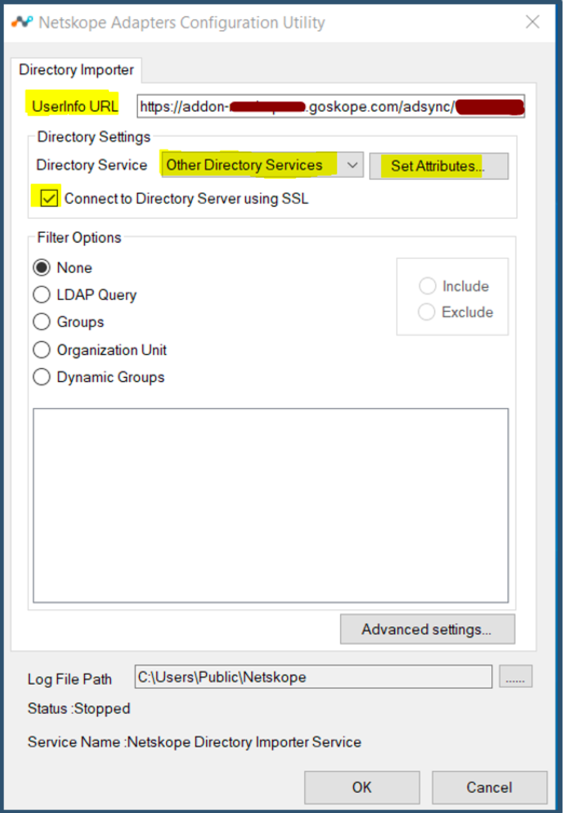 Netskope Adapters Configuration Utility
Directory Importer
UserInfo URL https://addon- .goskope.com/adsync/
Directory Settings
Directory Service Other Directory Services Set Attributes...
Connect to Directory Server using SSL
Filter Options
None
Include
LDAP Query
Exclude
Groups
Organization Unit
Dynamic Groups
Advanced settings...
Log File Path C:\Users\Public\Netskope ......
Status :Stopped
Service Name :Netskope Directory Importer Service
OK Cancel